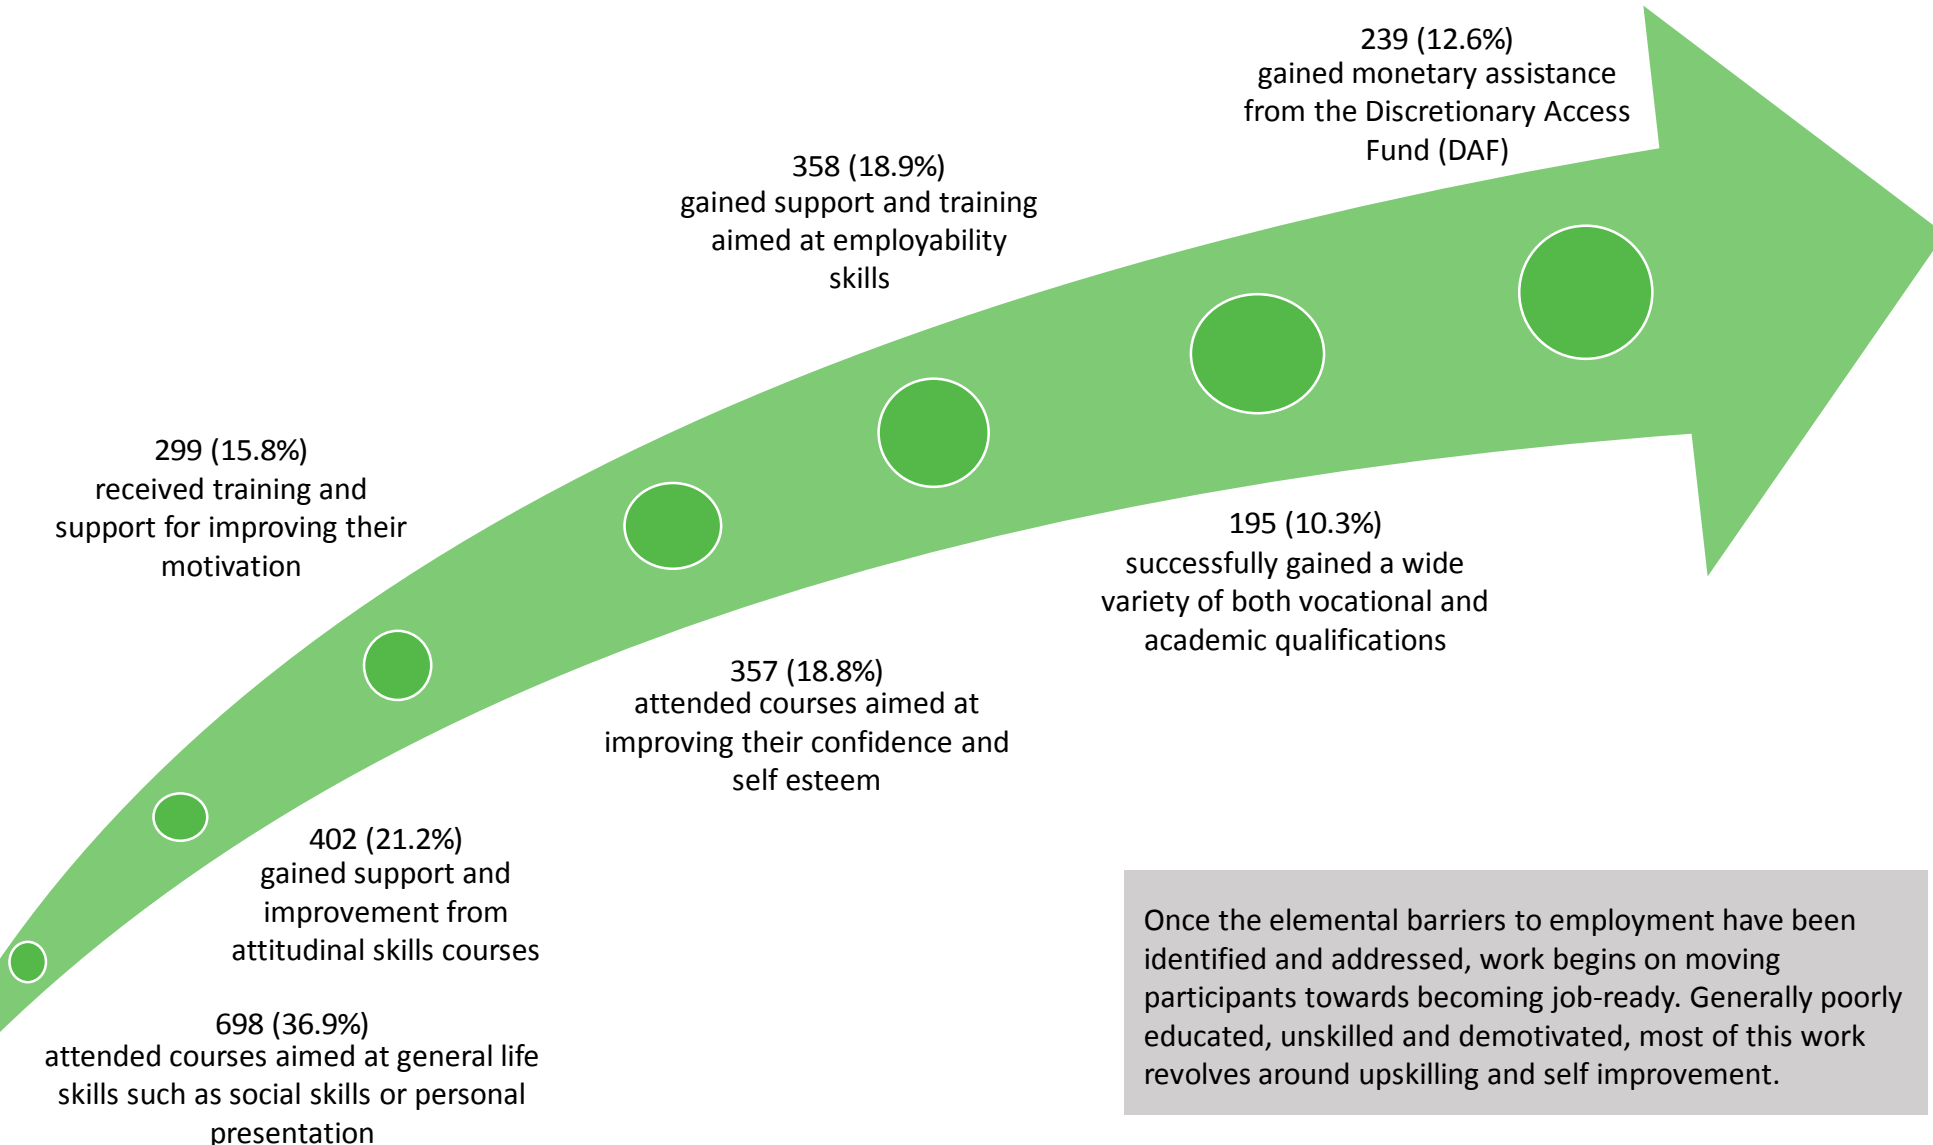 239 (12.6%)
gained monetary assistance
from the Discretionary Access
Fund (DAF)
358 (18.9%)
gained support and training
aimed at employability
skills
299 (15.8%)
received training and
support for improving their
motivation
195 (10.3%)
successfully gained a wide
variety of both vocational and
academic qualifications
357 (18.8%)
attended courses aimed at
improving their confidence and
self esteem
402 (21.2%)
gained support and
improvement from
attitudinal skills courses
698 (36.9%)
attended courses aimed at general life
skills such as social skills or personal
presentation
Once the elemental barriers to employment have been
identified and addressed, work begins on moving
participants towards becoming job-ready. Generally poorly
educated, unskilled and demotivated, most of this work
revolves around upskilling and self improvement.